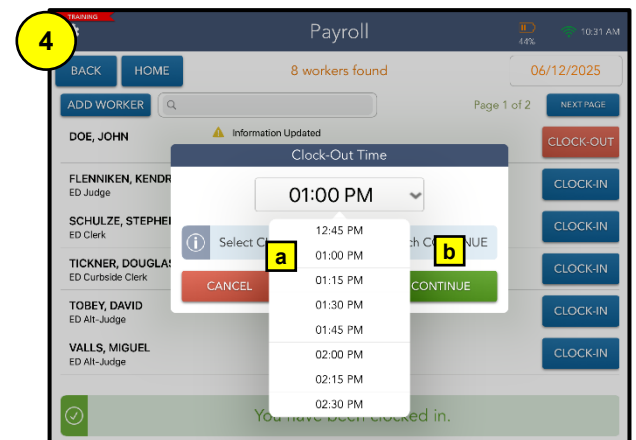 TRAINING
4
Payroll
44%
10:31 AM
BACK
HOME
8 workers found
06/12/2025
ADD WORKER
Page 1 of 2
NEXT PAGE
DOE, JOHN
Information Updated
CLOCK-OUT
Clock-Out Time
FLENNIKEN, KENDR
ED Judge
01:00 PM
CLOCK-IN
SCHULZE, STEPHE
ED Clerk
CLOCK-IN
Select C
12:45 PM
a
01:00 PM
ch CO
NUE
b
TICKNER, DOUGLA
ED Curbside Clerk
CANCEL
01:15 PM
CONTINUE
CLOCK-IN
01:30 PM
TOBEY, DAVID
ED Alt-Judge
01:45 PM
CLOCK-IN
VALLS, MIGUEL
ED Alt-Judge
02:00 PM
CLOCK-IN
02:15 PM
02:30 PM
You have been clocked in.